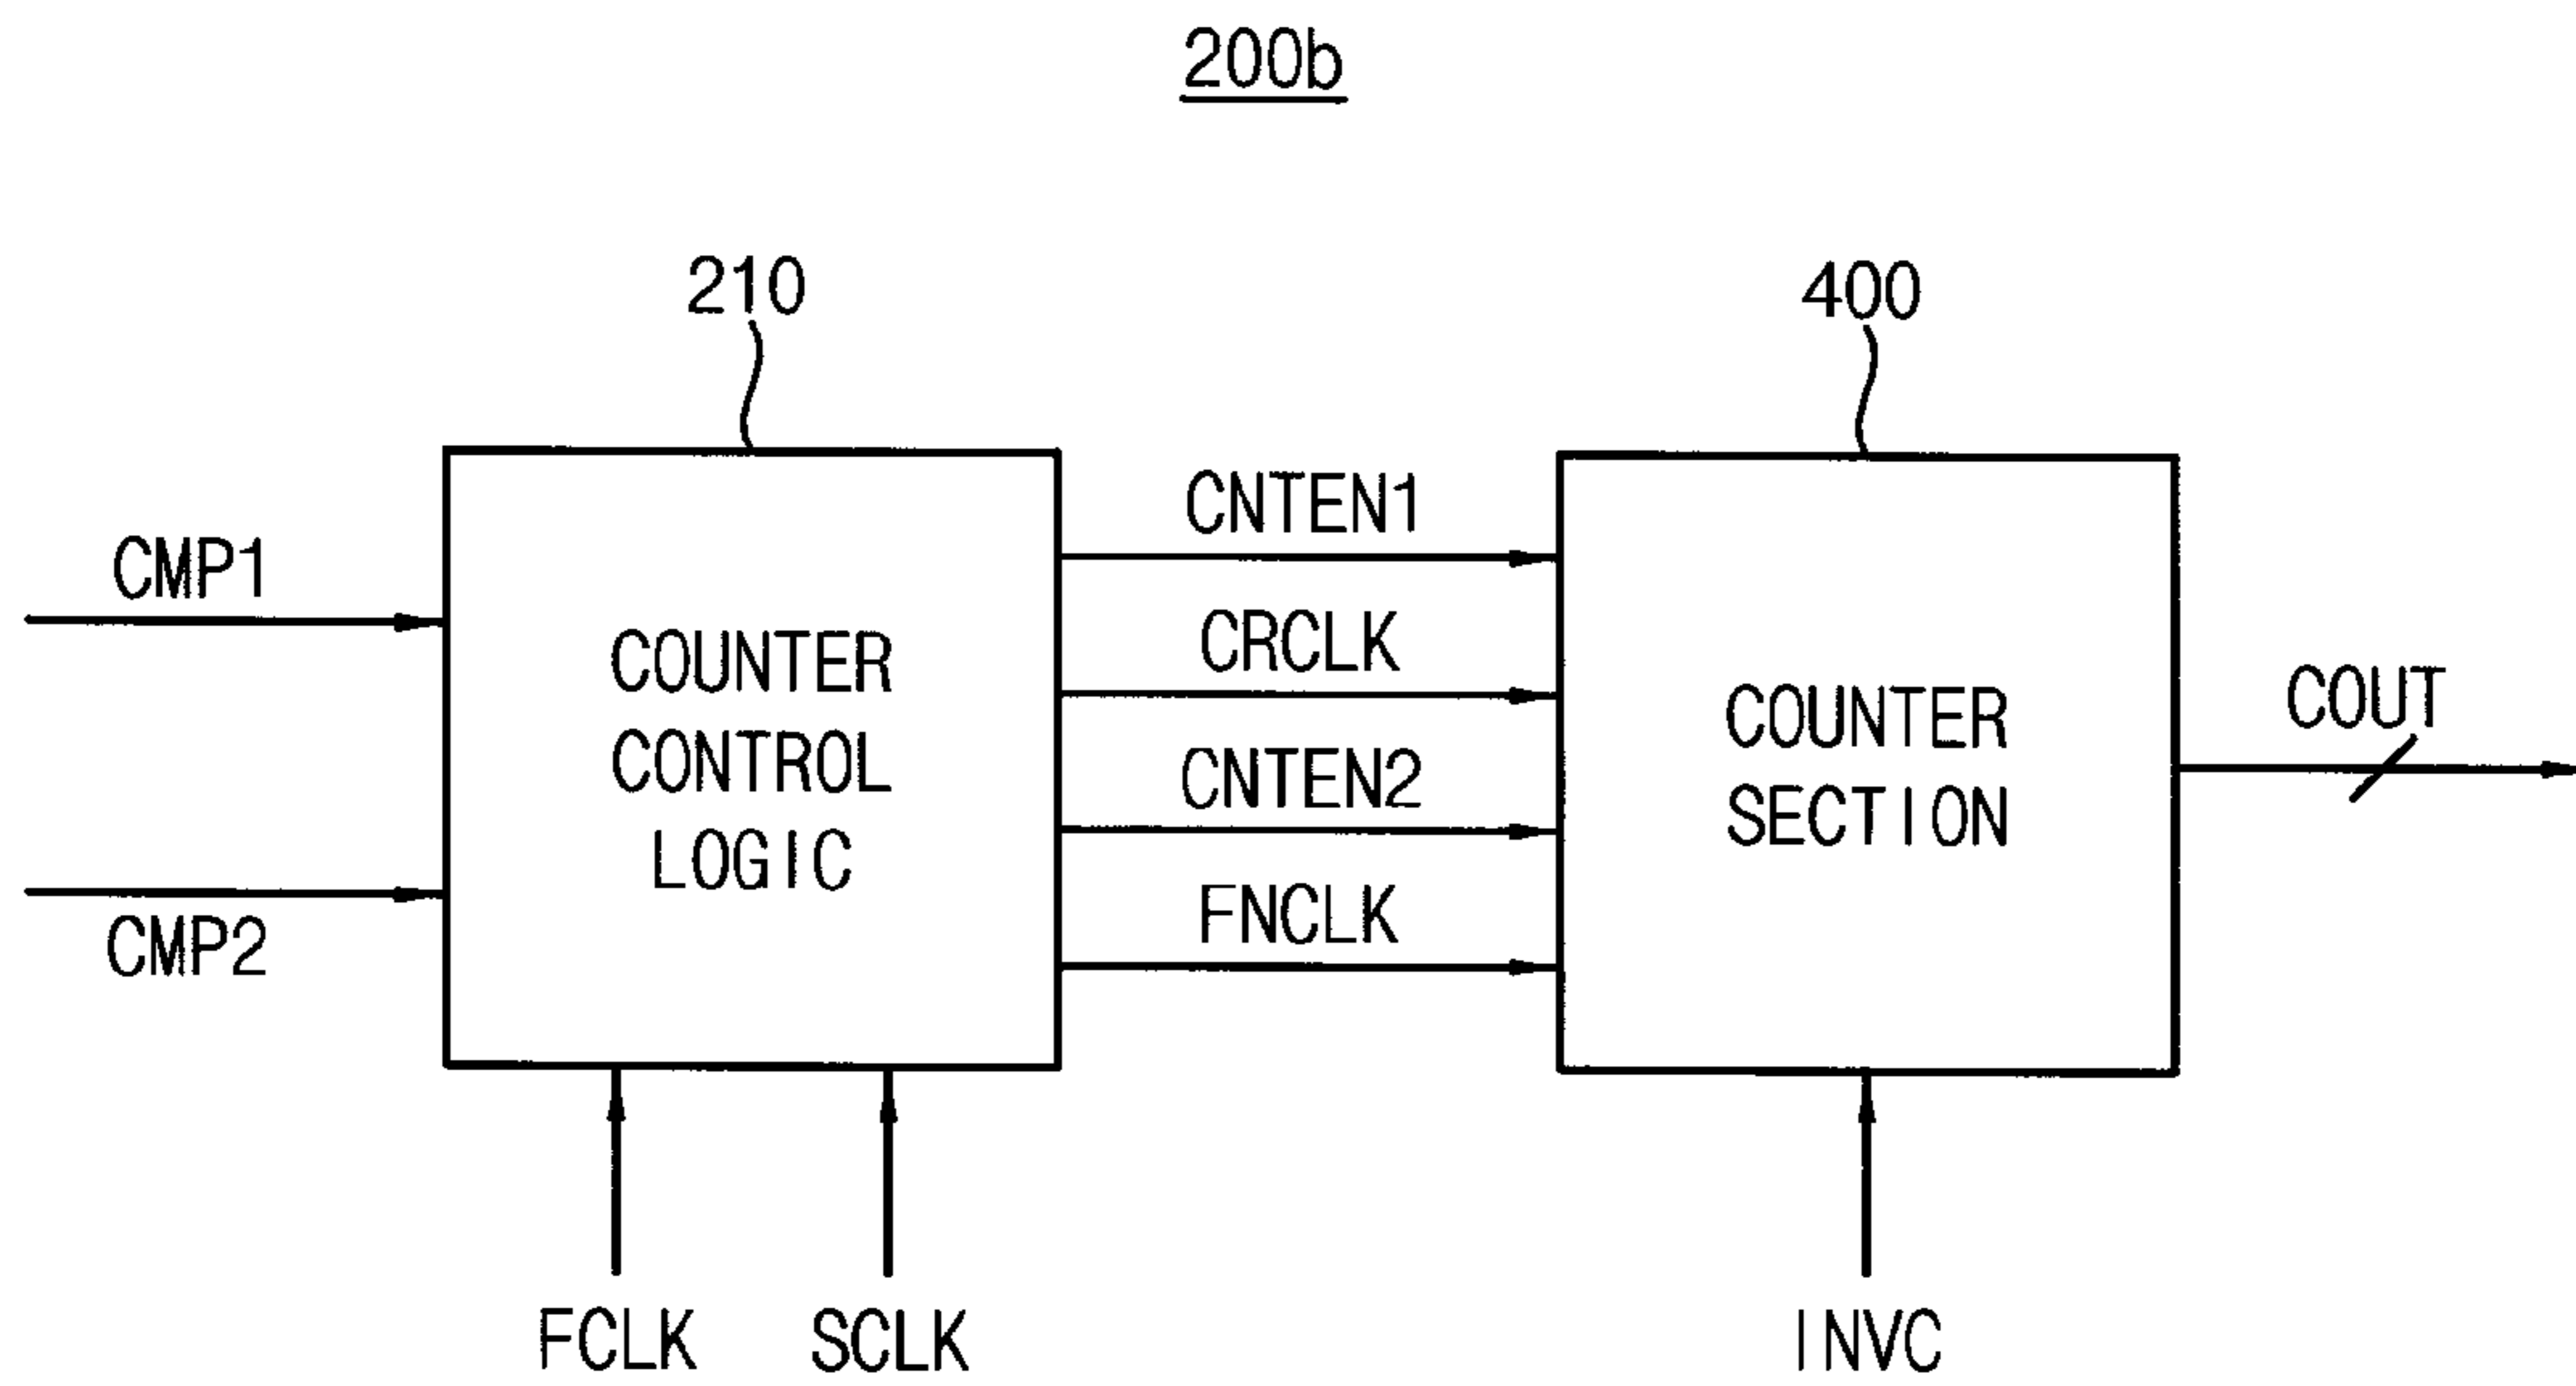 200b
210
400
CMP1
CMP2
COUNTER
CONTROL
LOGIC
CNTEN1
CRCLK
CNTEN2
FNCLK
COUNTER
SECTION
COUT
FCLK
SCLK
INVC